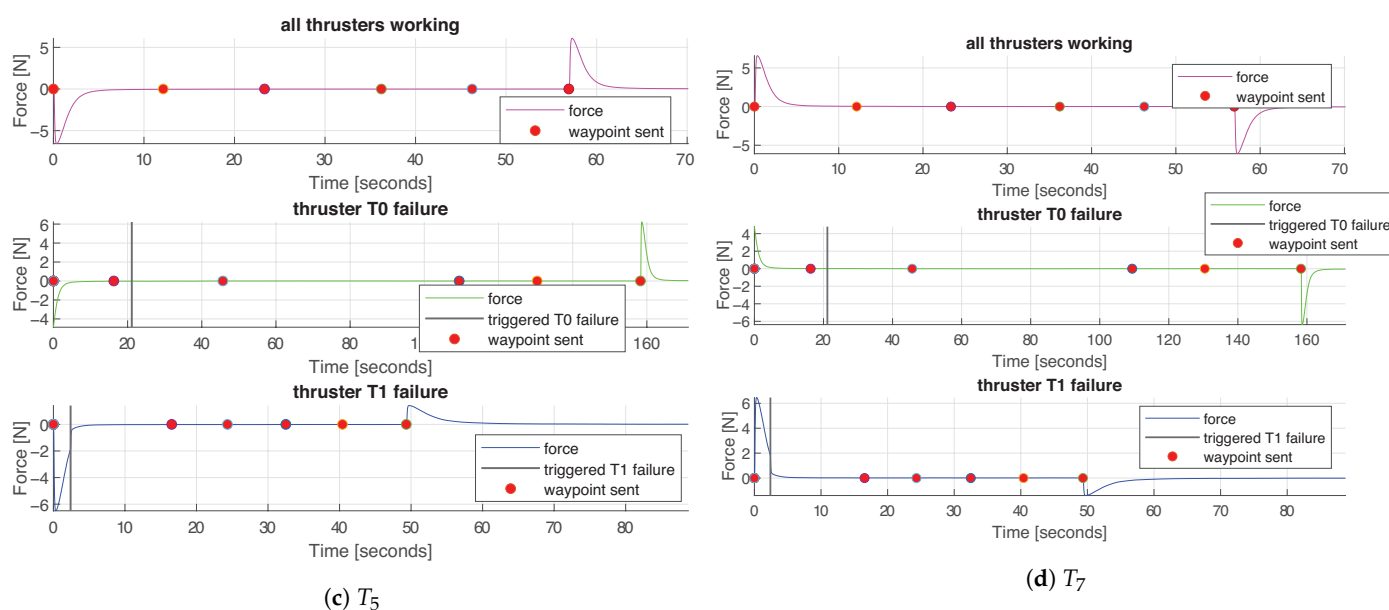 all thrusters working
Force [N]
5
0
-5
force
waypoint sent
0 10 20 30 40 50 60 70
Time [seconds]
thruster T0 failure
Force [N]
6
4
2
0
-2
-4
force
triggered T0 failure
waypoint sent
0 20 40 60 80 160
Time [seconds]
thruster T1 failure
Force [N]
0
-2
-4
-6
force
triggered T1 failure
waypoint sent
0 10 20 30 40 50 60 70 80
Time [seconds]
(c) T5
all thrusters working
Force [N]
5
0
-5
force
waypoint sent
0 10 20 30 40 50 60 70
Time [seconds]
thruster T0 failure
Force [N]
4
2
0
-2
-4
-6
force
triggered T0 failure
waypoint sent
0 20 40 60 80 100 120 140 160
Time [seconds]
thruster T1 failure
Force [N]
6
4
2
0
force
triggered T1 failure
waypoint sent
0 10 20 30 40 50 60 70 80
Time [seconds]
(d) T7